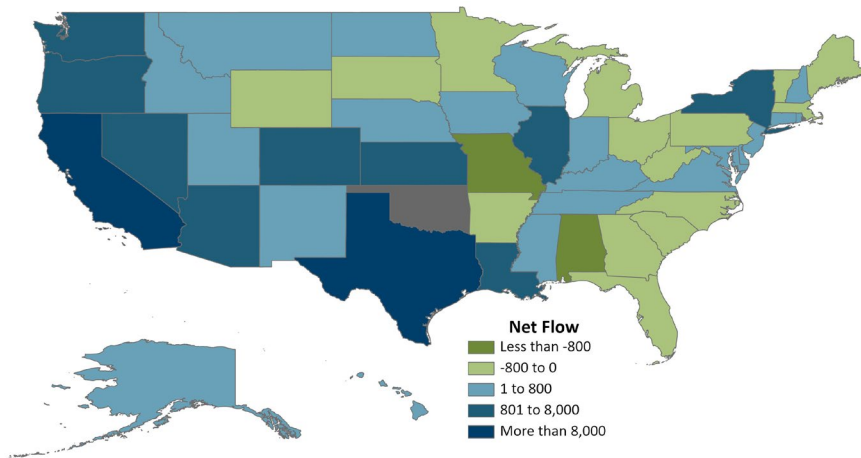 Net Flow
Less than -800
-800 to 0
1 to 800
801 to 8,000
More than 8,000